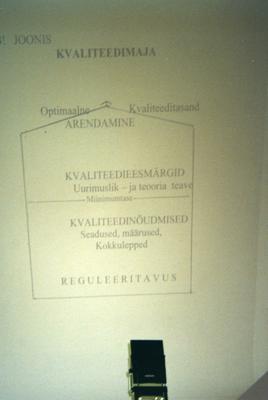 ! JOONIS
KVALITEEDIMAJA
Optimaalne Kvaliteeditasand
ARENDAMINE
KVALITEEDIEESMÄRGID
Uurimuslik – ja teooria teave
Miinimumtase
KVALITEEDINÕUDMISED
Seadused, määrused,
Kokkulepped
REGULEERITAVUS